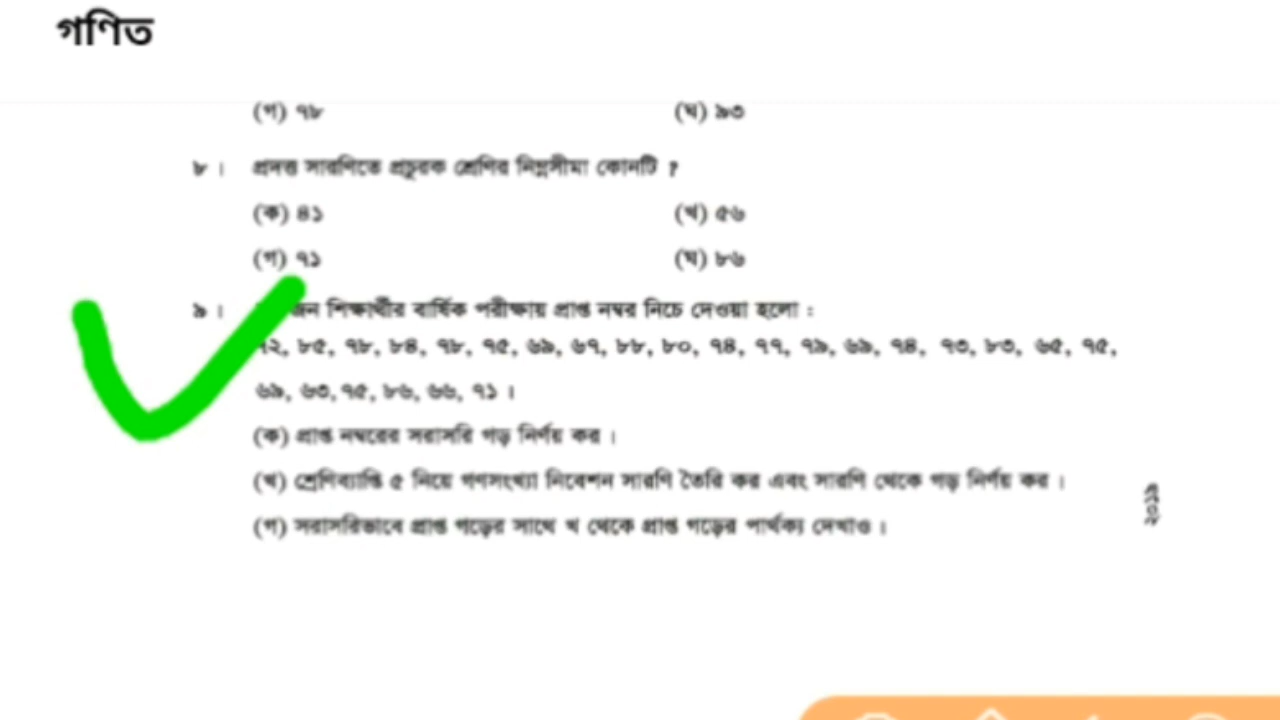 গণিত
(গ) ৭৮ (ঘ) ৯৩
৮। প্রদত্ত সারণিতে প্রচুরক শ্রেণির নিম্নসীমা কোনটি ?
(ক) ৪১ (খ) ৫৬
(গ) ৭১ (ঘ) ৮৬
৯। জন শিক্ষার্থীর বার্ষিক পরীক্ষায় প্রাপ্ত নম্বর নিচে দেওয়া হলো :
৭২, ৮৫, ৭৮, ৮৪, ৭৮, ৭৫, ৬৯, ৬৭, ৮৮, ৮০, ৭৪, ৭৭, ৭৯, ৬৯, ৭৪, ৭৩, ৮৩, ৬৫, ৭৫,
৬৯, ৬৩, ৭৫, ৮৬, ৬৬, ৭১।
(ক) প্রাপ্ত নম্বরের সরাসরি গড় নির্ণয় কর।
(খ) শ্রেণিব্যাপ্তি ৫ নিয়ে গণসংখ্যা নিবেশন সারণি তৈরি কর এবং সারণি থেকে গড় নির্ণয় কর।
(গ) সরাসরিভাবে প্রাপ্ত গড়ের সাথে খ থেকে প্রাপ্ত গড়ের পার্থক্য দেখাও।
২০১৯